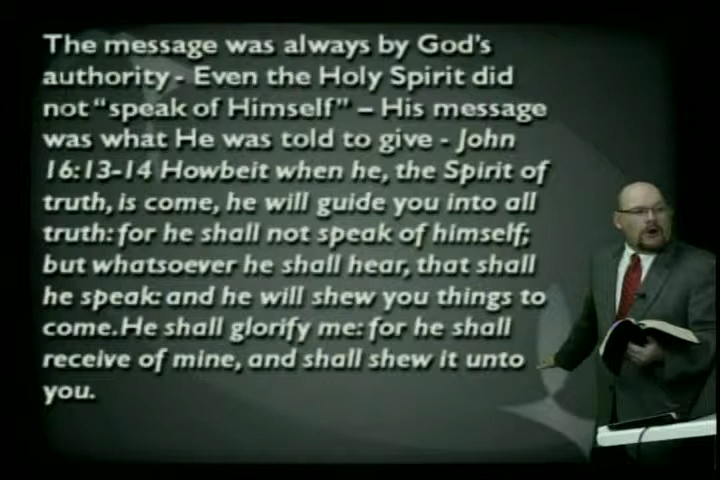 The message was always by God's
authority - Even the Holy Spirit did
not “speak of Himself” – His message
was what He was told to give - John
16:13-14 Howbeit when he, the Spirit of
truth, is come, he will guide you into all
truth: for he shall not speak of himself;
but whatsoever he shall hear, that shall
he speak: and he will shew you things to
come.He shall glorify me: for he shall
receive of mine, and shall shew it unto
you.